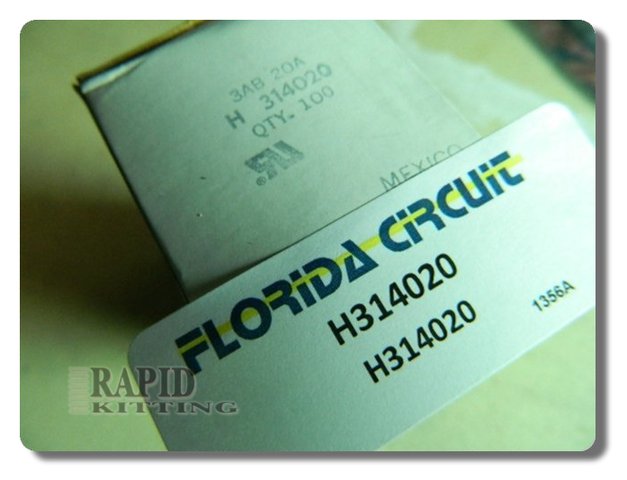 3AB 20A
H 314020
QTY. 100
MEXICO
FLORIDA CIRCUIT
H314020
H314020
1356A
RAPID
KITTING